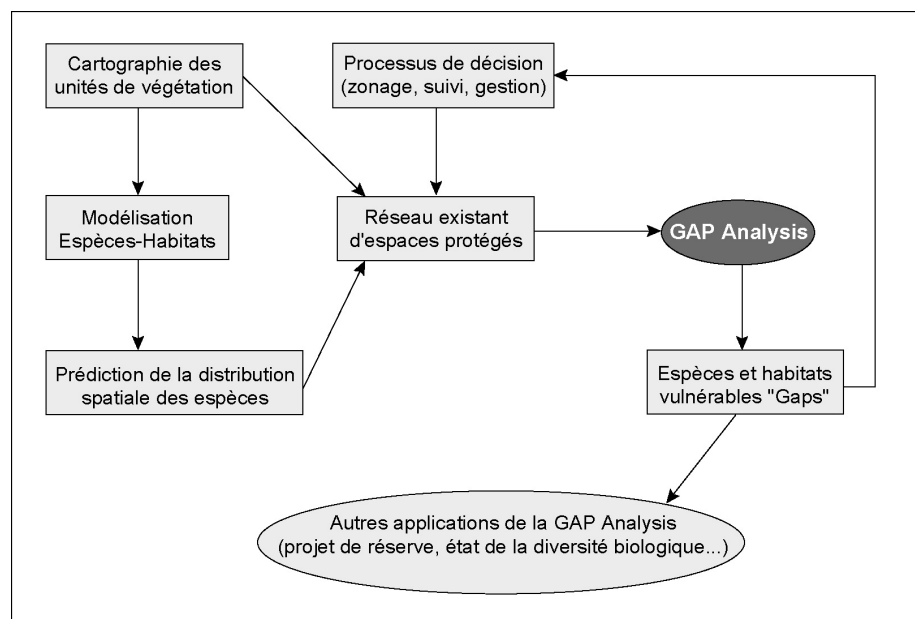 Cartographie des
unités de végétation
Processus de décision
(zonage, suivi, gestion)
Modélisation
Espèces-Habitats
Réseau existant
d'espaces protégés
GAP Analysis
Prédiction de la distribution
spatiale des espèces
Espèces et habitats
vulnérables "Gaps"
Autres applications de la GAP Analysis
(projet de réserve, état de la diversité biologique...)